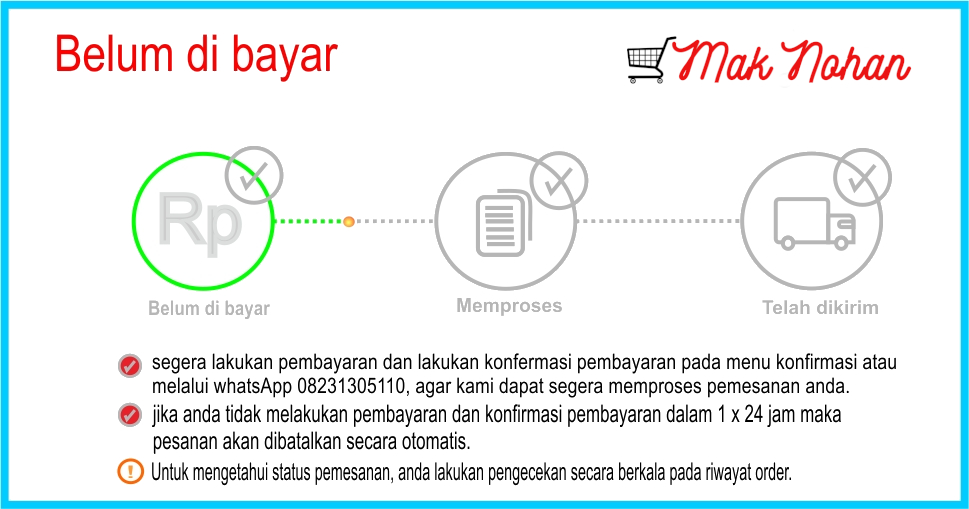 Belum di bayar
Mak Nohan
Rp
Belum di bayar
Memproses
Telah dikirim
segera lakukan pembayaran dan lakukan konfermasi pembayaran pada menu konfirmasi atau
melalui whatsApp 08231305110, agar kami dapat segera memproses pemesanan anda.
jika anda tidak melakukan pembayaran dan konfirmasi pembayaran dalam 1 x 24 jam maka
pesanan akan dibatalkan secara otomatis.
Untuk mengetahui status pemesanan, anda lakukan pengecekan secara berkala pada riwayat order.